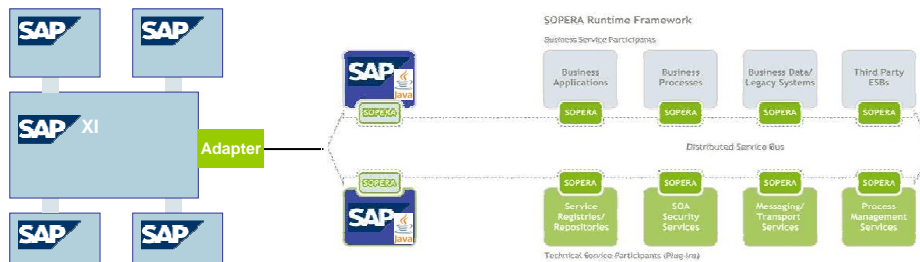 SAP
SAP
SAP XI
Adapter
SAP
SAP
SAP
Java
SOPERA
SOPERA
SAP
Java
SOPERA Runtime Framework
Business Service Participants
Business
Applications
Business
Processes
Business Data/
Legacy Systems
Third Party
ESBs
SOPERA
SOPERA
SOPERA
SOPERA
Distributed Service Bus
SOPERA
SOPERA
SOPERA
SOPERA
Service
Registries/
Repositories
SOA
Security
Services
Messaging/
Transport
Services
Process
Management
Services
Technical Service Participants (Plug-Ins)